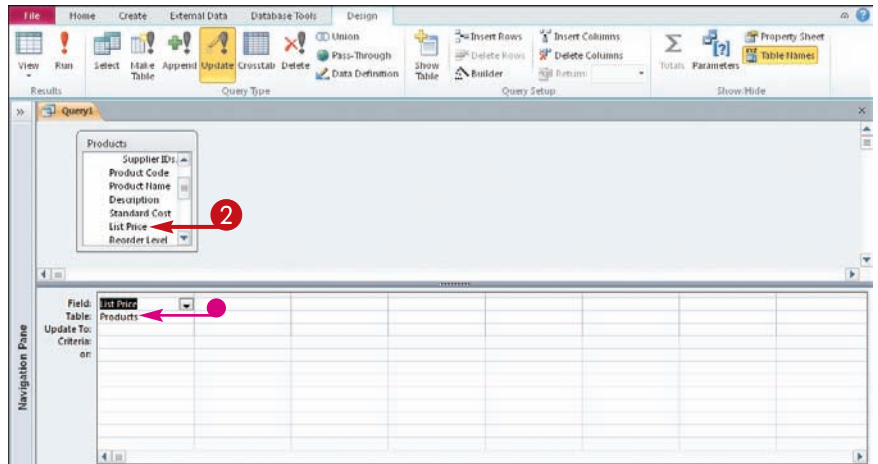 File Home Create External Data Database Tools Design
View Run Select Make Table Append Update Crosstab Delete Union Pass-Through Data Definition Show Table Insert Rows Delete Rows Builder Insert Columns Delete Columns Return: Totals Parameters Property Sheet Table Names
Results Query Type Query Setup Show/Hide
Query1
Products
Supplier IDs.
Product Code
Product Name
Description
Standard Cost
List Price
2
Reorder Level
Field: List Price
Table: Products
Update To:
Criteria:
or:
Navigation Pane